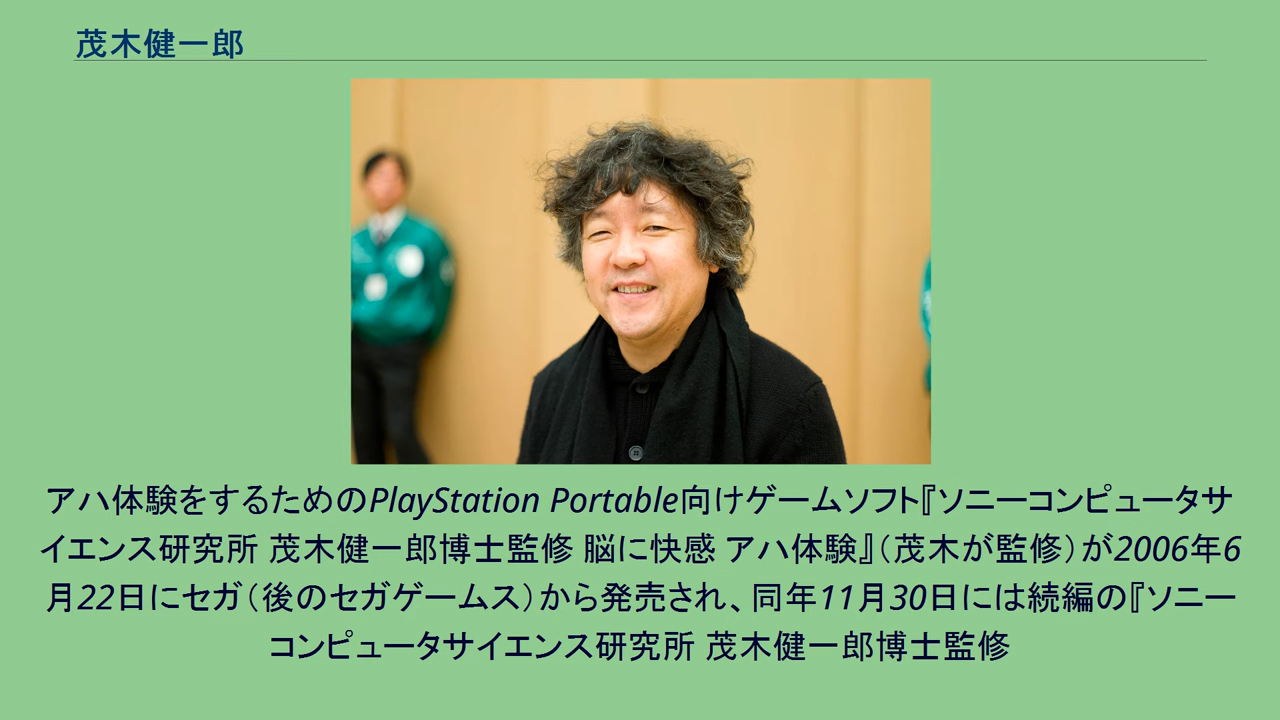 茂木健一郎
アハ体験をするためのPlayStation Portable向けゲームソフト『ソニーコンピュータサ
イエンス研究所 茂木健一郎博士監修 脳に快感 アハ体験』（茂木が監修）が2006年6
月22日にセガ（後のセガゲームス）から発売され、同年11月30日には続編の『ソニー
コンピュータサイエンス研究所 茂木健一郎博士監修